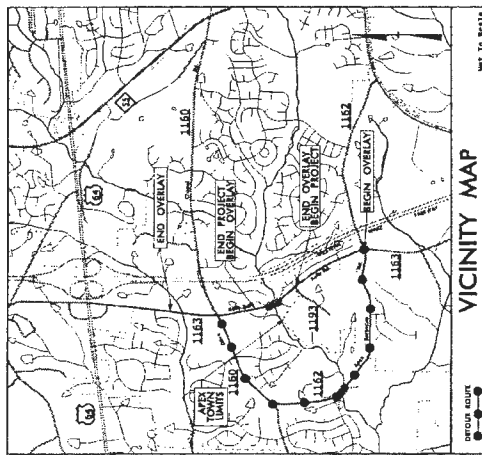 64
55
1160
END OVERLAY
END PROJECT
BEGIN OVERLAY
END OVERLAY
BEGIN PROJECT
1162
BEGIN OVERLAY
64
1163
1160
APEX
TOWN
LIMITS
1193
1162
1163
VICINITY MAP
DETOUR ROUTE
Not To Scale